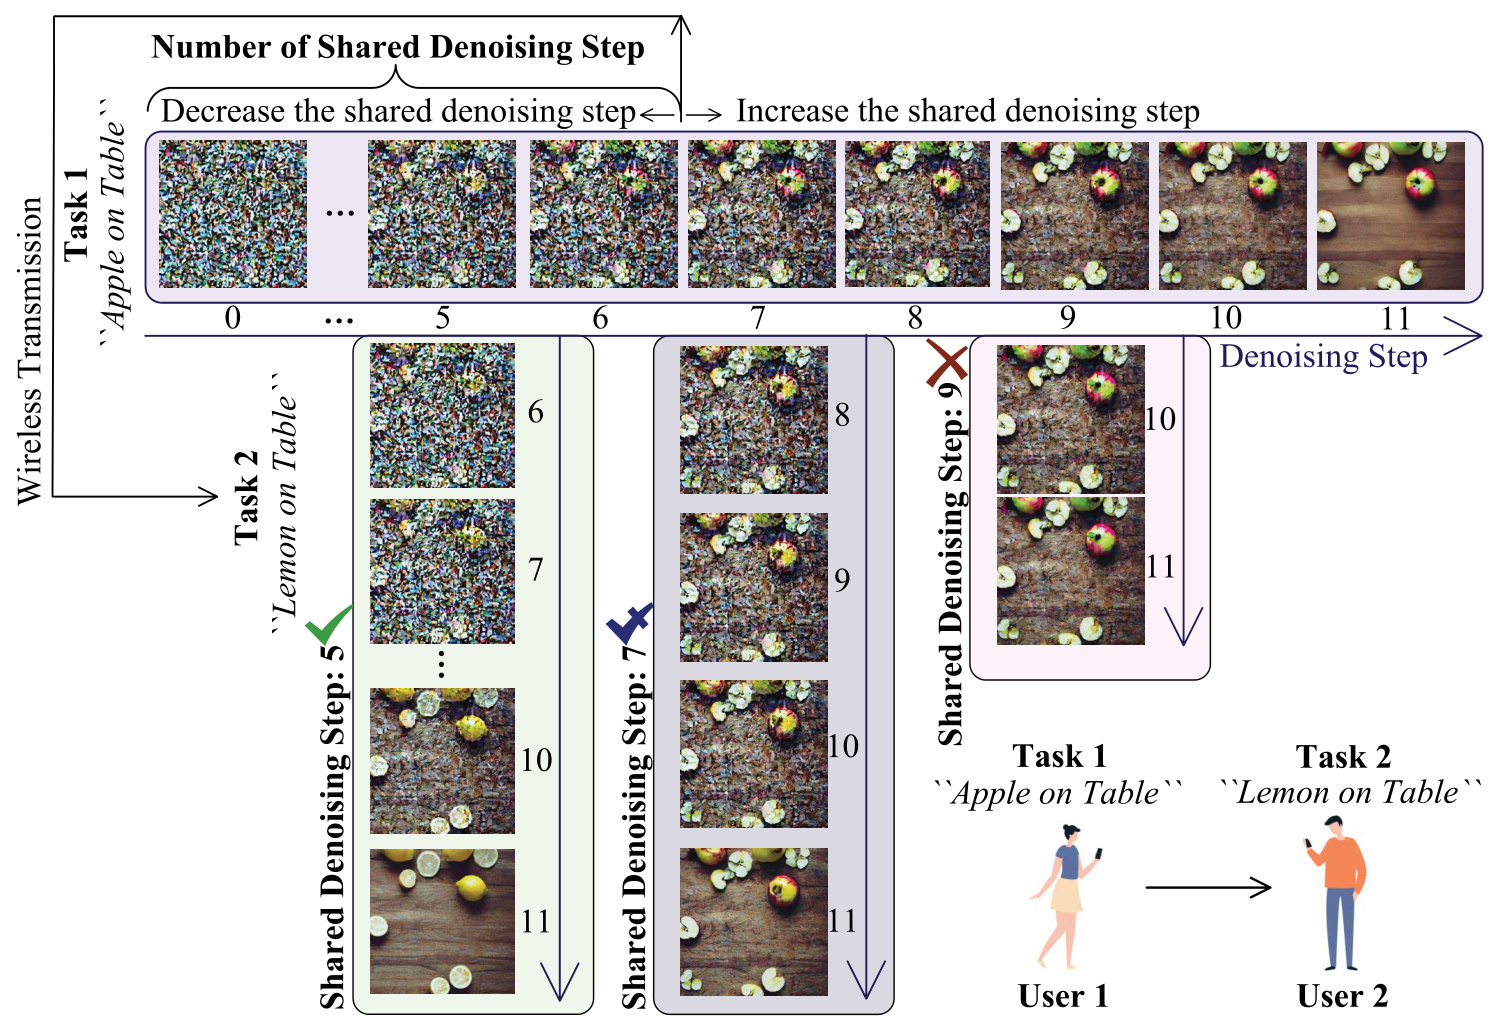 Number of Shared Denoising Step
Decrease the shared denoising step
Increase the shared denoising step
Wireless Transmission
Task 1
``Apple on Table``
...
0
...
5
6
7
8
9
10
11
Denoising Step
Task 2
``Lemon on Table``
Shared Denoising Step: 5
6
7
...
10
11
Shared Denoising Step: 7
8
9
10
11
Shared Denoising Step: 9
10
11
Task 1
``Apple on Table``
User 1
Task 2
``Lemon on Table``
User 2